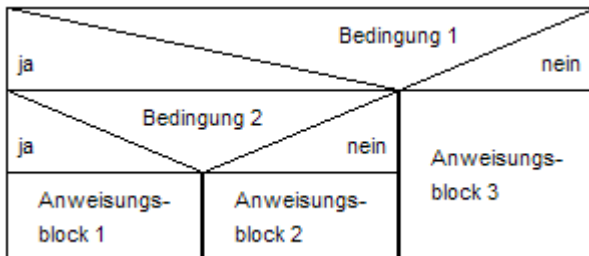 Bedingung 1
ja
nein
Bedingung 2
ja
nein
Anweisungs-
block 1
Anweisungs-
block 2
Anweisungs-
block 3